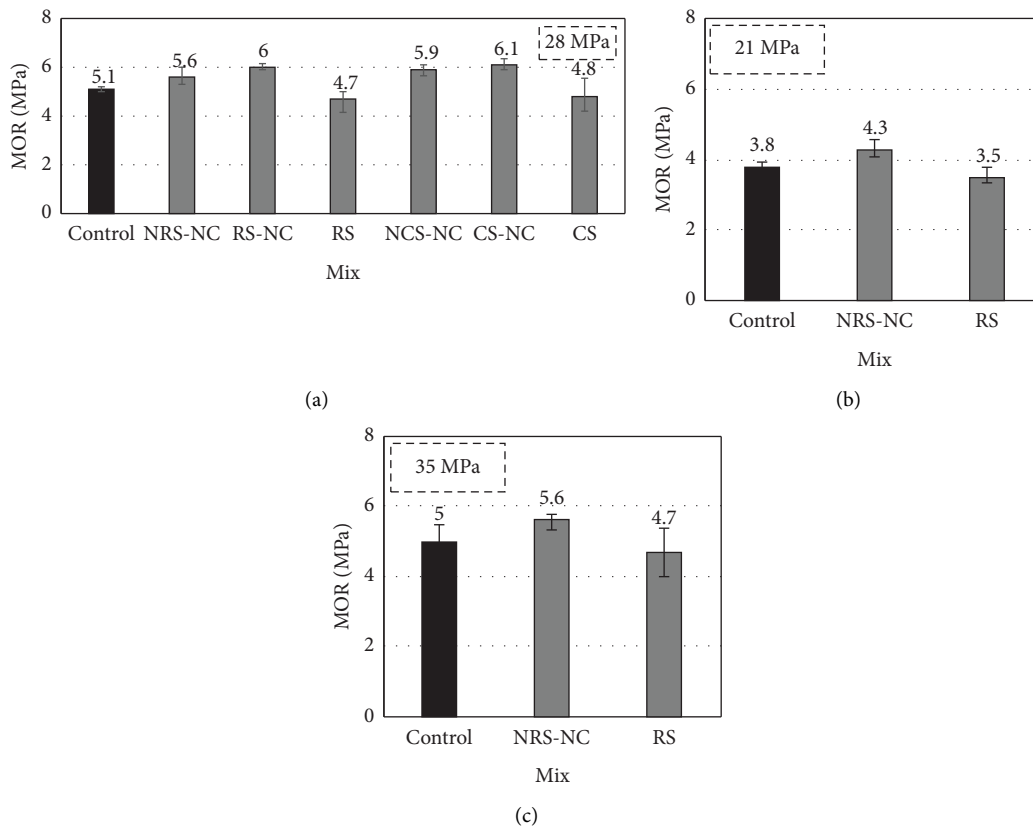 8
6
4
2
0
MOR (MPa)
28 MPa
5.1
5.6
6
4.7
5.9
6.1
4.8
Control NRS-NC RS-NC RS NCS-NC CS-NC CS
Mix
(a)
8
6
4
2
0
MOR (MPa)
21 MPa
3.8
4.3
3.5
Control NRS-NC RS
Mix
(b)
8
6
4
2
0
MOR (MPa)
35 MPa
5
5.6
4.7
Control NRS-NC RS
Mix
(c)